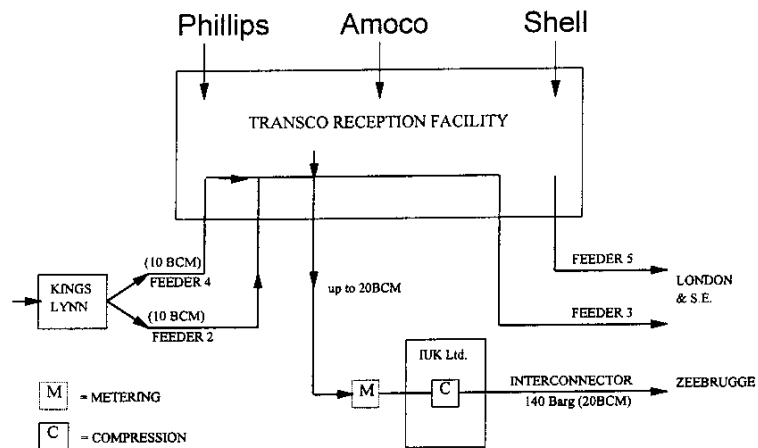 Phillips Amoco Shell
TRANSCO RECEPTION FACILITY
(10 BCM)
FEEDER 4
KINGS
LYNN
(10 BCM)
FEEDER 2
up to 20BCM
FEEDER 5
LONDON
& S.E.
FEEDER 3
IUK Ltd.
M
C
INTERCONNECTOR
140 Barg (20BCM)
ZEEBRUGGE
M = METERING
C = COMPRESSION